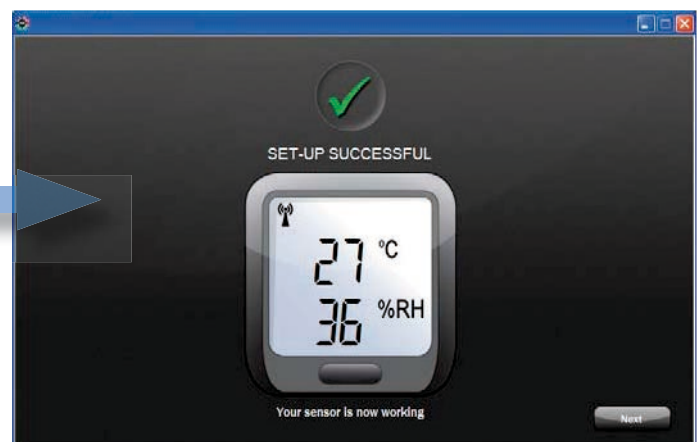 SET-UP SUCCESSFUL
27 °C
36 %RH
Your sensor is now working
Next